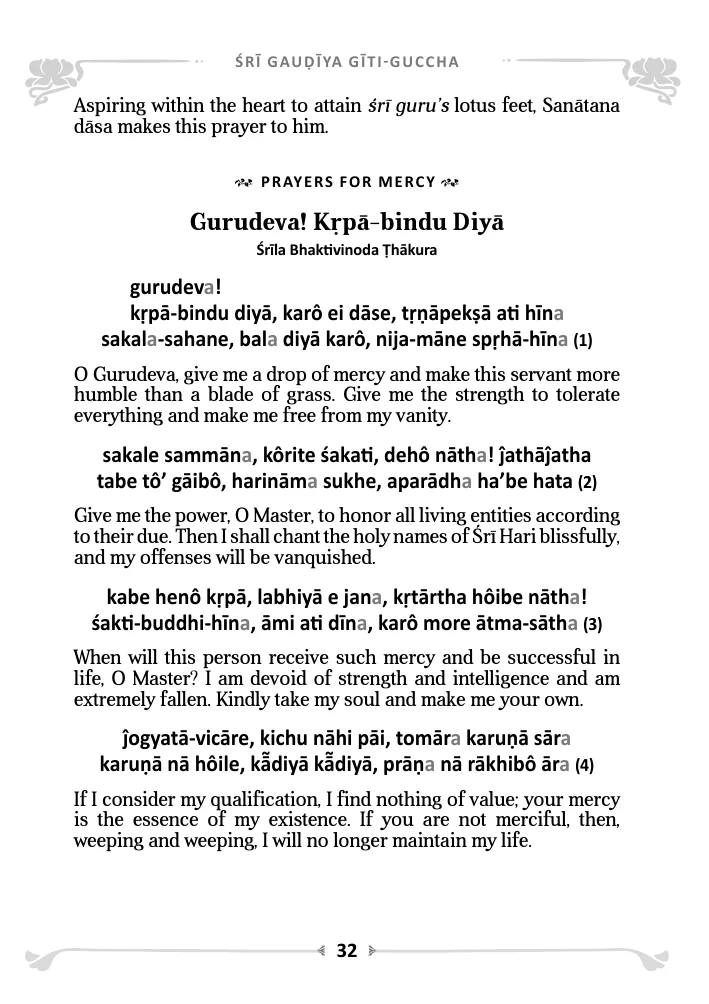 ŚRĪ GAUḌĪYA GĪTI-GUCCHA
Aspiring within the heart to attain śrī guru's lotus feet, Sanātana
dāsa makes this prayer to him.
PRAYERS FOR MERCY
Gurudeva! Kṛpā-bindu Diyā
Śrīla Bhaktivinoda Ṭhākura
gurudeva!
kṛpā-bindu diyā, karô ei dāse, tṛṇāpekṣā ati hīna
sakala-sahane, bala diyā karô, nija-māne spṛhā-hīna (1)
O Gurudeva, give me a drop of mercy and make this servant more
humble than a blade of grass. Give me the strength to tolerate
everything and make me free from my vanity.
sakale sammāna, kôrite śakati, dehô nātha! ĵathāĵatha
tabe tô' gāibô, harināma sukhe, aparādha ha'be hata (2)
Give me the power, O Master, to honor all living entities according
to their due. Then I shall chant the holy names of Śrī Hari blissfully,
and my offenses will be vanquished.
kabe henô kṛpā, labhiyā e jana, kṛtārtha hôibe nātha!
śakti-buddhi-hīna, āmi ati dīna, karô more ātma-sātha (3)
When will this person receive such mercy and be successful in
life, O Master? I am devoid of strength and intelligence and am
extremely fallen. Kindly take my soul and make me your own.
ĵogyatā-vicāre, kichu nāhi pāi, tomāra karuṇā sāra
karuṇā nā hôile, kā̐diyā kā̐diyā, prāṇa nā rākhibô āra (4)
If I consider my qualification, I find nothing of value; your mercy
is the essence of my existence. If you are not merciful, then,
weeping and weeping, I will no longer maintain my life.
32